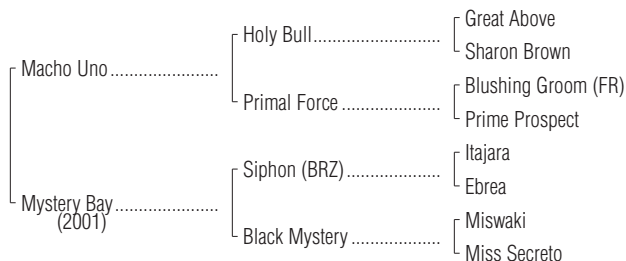 Great Above
Holy Bull
Sharon Brown
Macho Uno
Blushing Groom (FR)
Primal Force
Prime Prospect
Itajara
Siphon (BRZ)
Ebrea
Mystery Bay
(2001)
Miswaki
Black Mystery
Miss Secreto